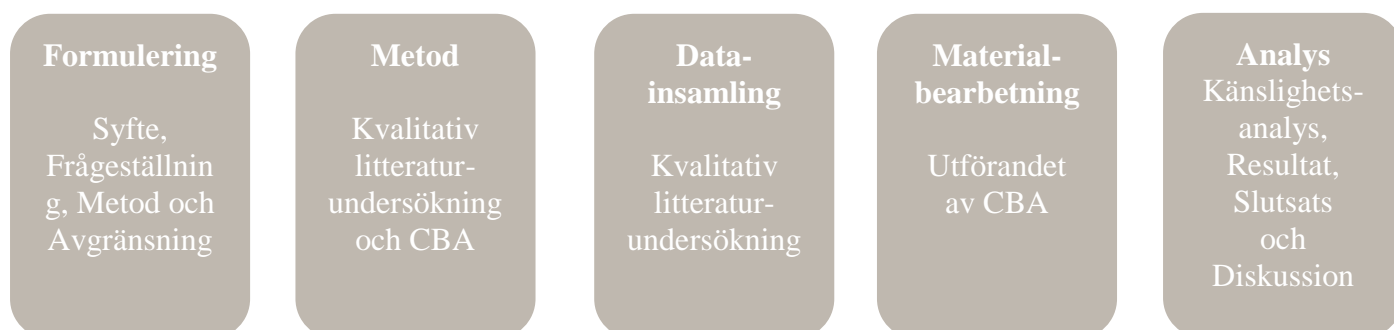 Formulering
Syfte,
Frågeställnin
g, Metod och
Avgränsning
Metod
Kvalitativ
litteratur-
undersökning
och CBA
Data-
insamling
Kvalitativ
litteratur-
undersökning
Material-
bearbetning
Utförandet
av CBA
Analys
Känslighets-
analys,
Resultat,
Slutsats
och
Diskussion